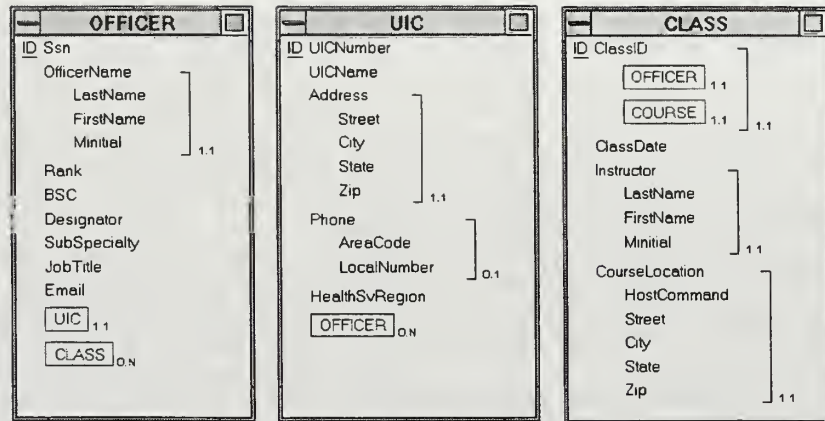 OFFICER
ID Ssn
OfficerName
LastName
FirstName
Minitial
1.1
Rank
BSC
Designator
SubSpecialty
JobTitle
Email
UIC 1 1
CLASS 0.N
UIC
ID UICNumber
UICName
Address
Street
City
State
Zip
1.1
Phone
AreaCode
LocalNumber
0.1
HealthSvRegion
OFFICER 0.N
CLASS
ID ClassID
OFFICER 1 1
COURSE 1.1
1.1
ClassDate
Instructor
LastName
FirstName
Minitial
1 1
CourseLocation
HostCommand
Street
City
State
Zip
1 1